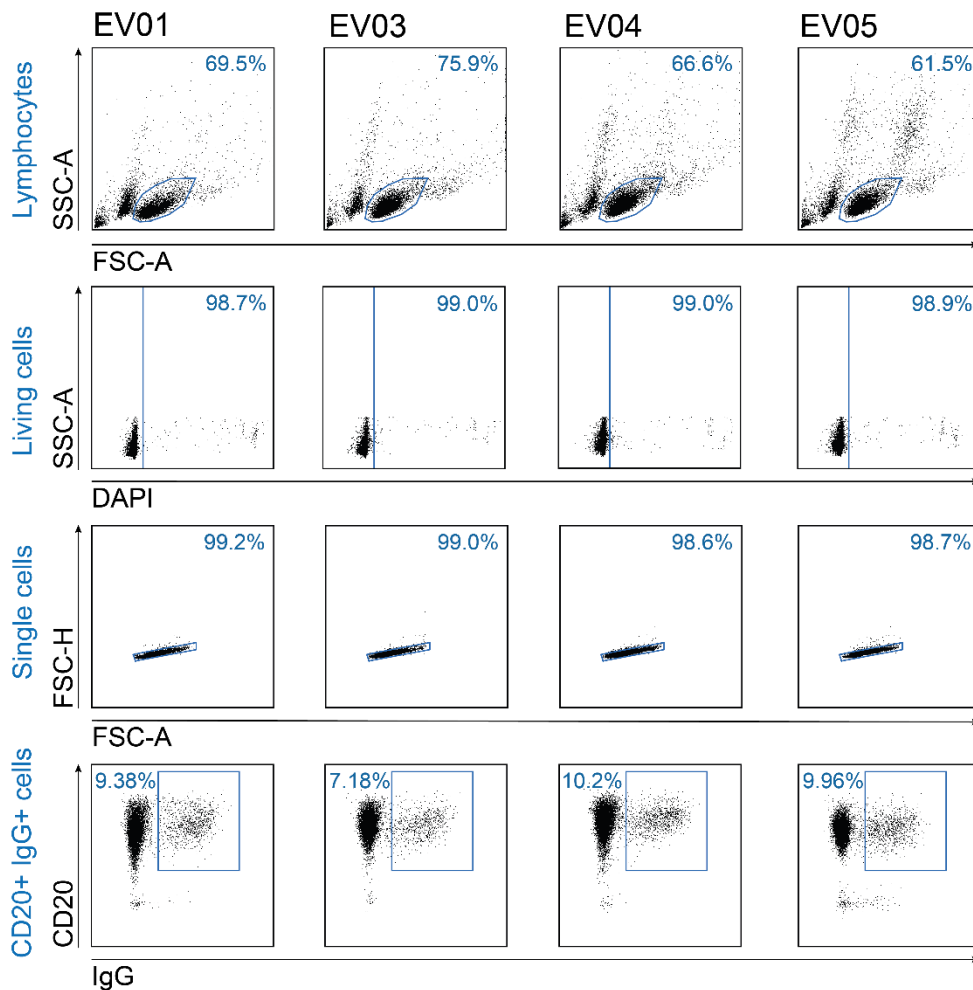 EV01 EV03 EV04 EV05
Lymphocytes
SSC-A
69.5% 75.9% 66.6% 61.5%
FSC-A
Living cells
SSC-A
98.7% 99.0% 99.0% 98.9%
DAPI
Single cells
FSC-H
99.2% 99.0% 98.6% 98.7%
FSC-A
CD20+ IgG+ cells
CD20
9.38% 7.18% 10.2% 9.96%
IgG